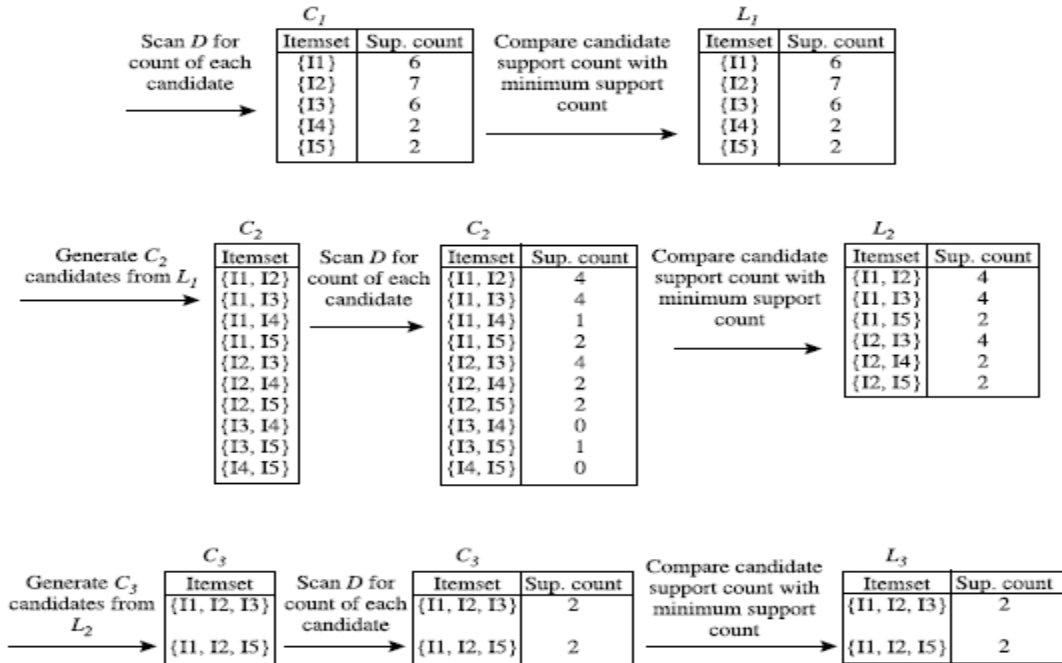 C1
L1
Scan D for
count of each
candidate
Itemset Sup. count
{I1} 6
{I2} 7
{I3} 6
{I4} 2
{I5} 2
Compare candidate
support count with
minimum support
count
Itemset Sup. count
{I1} 6
{I2} 7
{I3} 6
{I4} 2
{I5} 2
Generate C2
candidates from L1
C2
Itemset
{I1, I2}
{I1, I3}
{I1, I4}
{I1, I5}
{I2, I3}
{I2, I4}
{I2, I5}
{I3, I4}
{I3, I5}
{I4, I5}
Scan D for
count of each
candidate
C2
Itemset Sup. count
{I1, I2} 4
{I1, I3} 4
{I1, I4} 1
{I1, I5} 2
{I2, I3} 4
{I2, I4} 2
{I2, I5} 2
{I3, I4} 0
{I3, I5} 1
{I4, I5} 0
Compare candidate
support count with
minimum support
count
L2
Itemset Sup. count
{I1, I2} 4
{I1, I3} 4
{I1, I5} 2
{I2, I3} 4
{I2, I4} 2
{I2, I5} 2
Generate C3
candidates from
L2
C3
Itemset
{I1, I2, I3}
{I1, I2, I5}
Scan D for
count of each
candidate
C3
Itemset Sup. count
{I1, I2, I3} 2
{I1, I2, I5} 2
Compare candidate
support count with
minimum support
count
L3
Itemset Sup. count
{I1, I2, I3} 2
{I1, I2, I5} 2